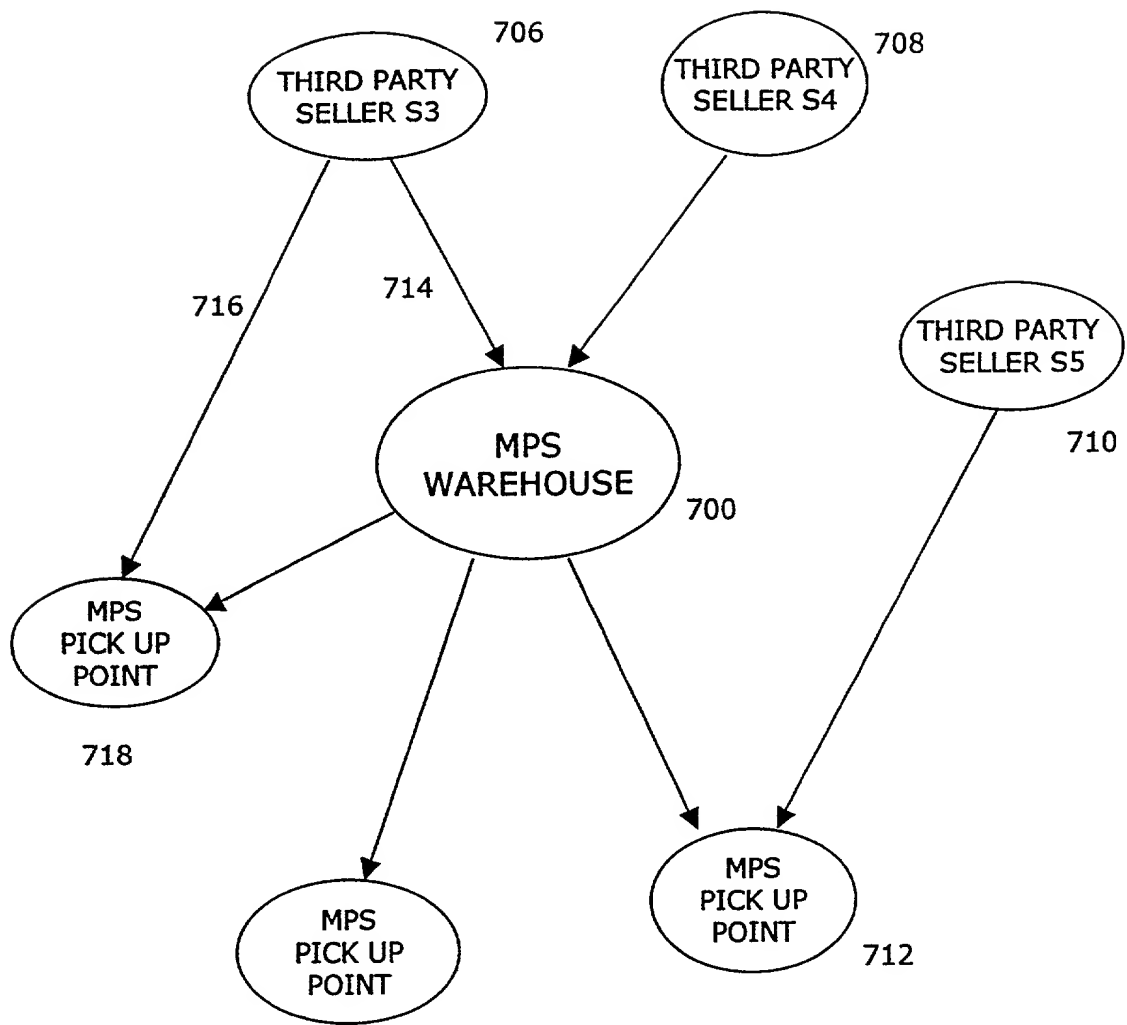 706
THIRD PARTY
SELLER S3
708
THIRD PARTY
SELLER S4
716
714
THIRD PARTY
SELLER S5
710
MPS
WAREHOUSE
700
MPS
PICK UP
POINT
718
MPS
PICK UP
POINT
MPS
PICK UP
POINT
712